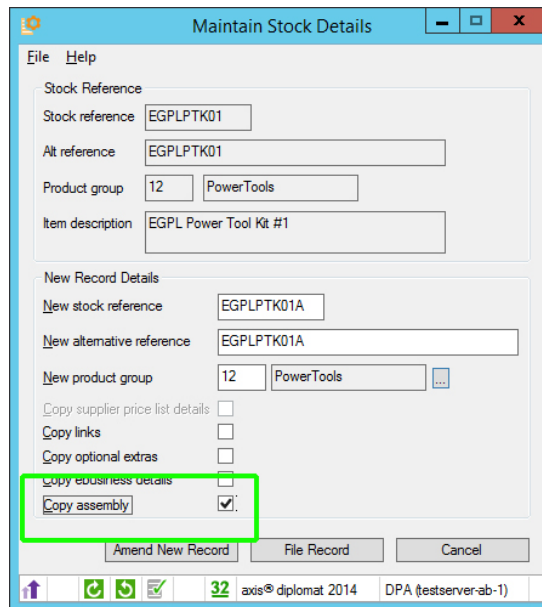 Maintain Stock Details
File Help
Stock Reference
Stock reference EGPLPTK01
Alt reference EGPLPTK01
Product group 12 PowerTools
Item description EGPL Power Tool Kit #1
New Record Details
New stock reference EGPLPTK01A
New alternative reference EGPLPTK01A
New product group 12 PowerTools ...
Copy supplier price list details
Copy links
Copy optional extras
Copy ebusiness details
Copy assembly
Amend New Record File Record Cancel
32 axis® diplomat 2014 DPA (testserver-ab-1)